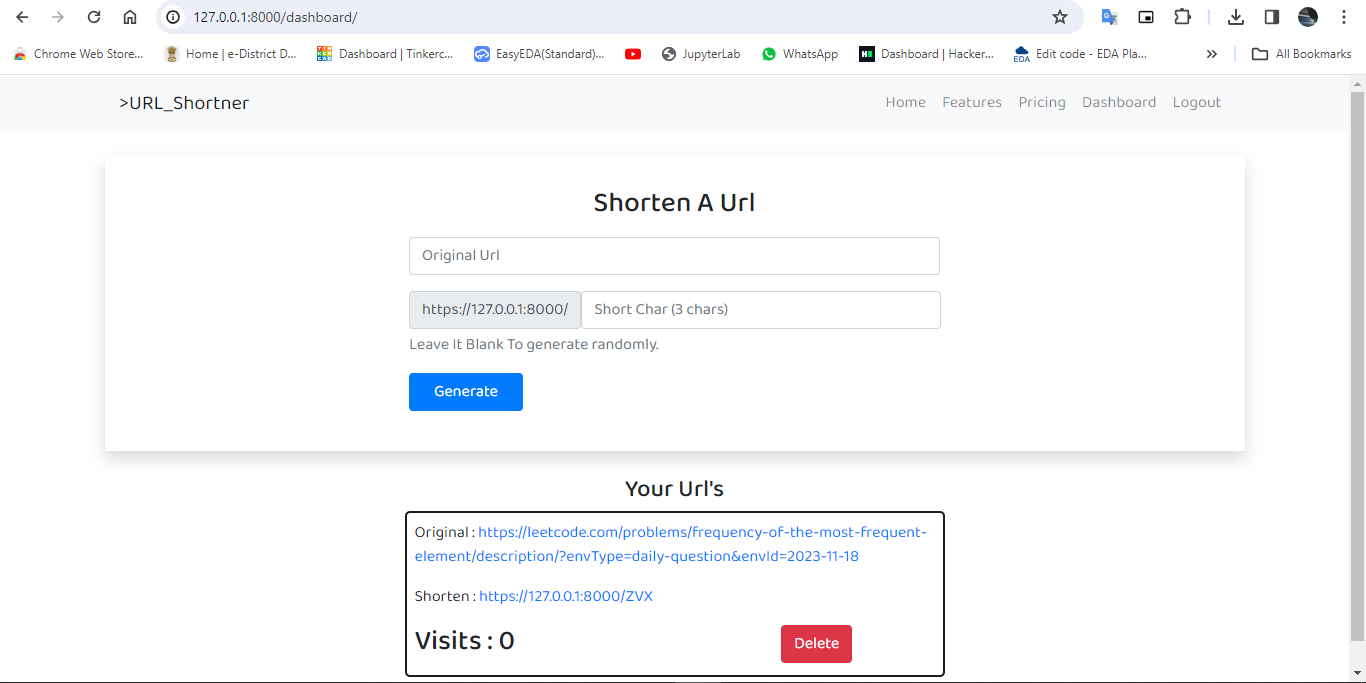 127.0.0.1:8000/dashboard/
Chrome Web Store... Home | e-District D... Dashboard | Tinkerc... EasyEDA(Standard)... JupyterLab WhatsApp Dashboard | Hacker... EDA Edit code - EDA Pla... » All Bookmarks
>URL_Shortner Home Features Pricing Dashboard Logout
Shorten A Url
Original Url
https://127.0.0.1:8000/ Short Char (3 chars)
Leave It Blank To generate randomly.
Generate
Your Url's
Original : https://leetcode.com/problems/frequency-of-the-most-frequent-
element/description/?envType=daily-question&envId=2023-11-18
Shorten : https://127.0.0.1:8000/ZVX
Visits : 0 Delete